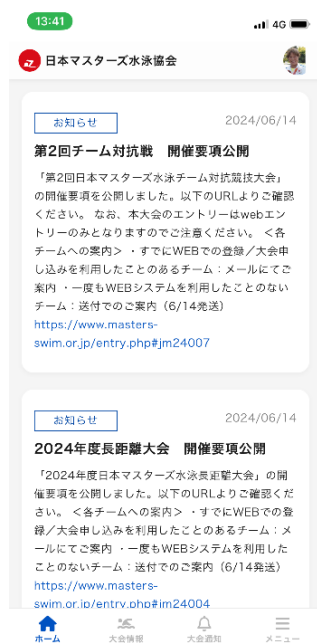 13:41
4G
日本マスターズ水泳協会
お知らせ
2024/06/14
第2回チーム対抗戦　開催要項公開
「第2回日本マスターズ水泳チーム対抗競技大会」
の開催要項を公開しました。以下のURLよりご確認
ください。 なお、本大会のエントリーはwebエン
トリーのみとなりますのでご注意ください。 ＜各
チームへの案内＞ ・すでにWEBでの登録／大会申
し込みを利用したことのあるチーム：メールにてご
案内 ・一度もWEBシステムを利用したことのない
チーム：送付でのご案内（6/14発送）
https://www.masters-
swim.or.jp/entry.php#jm24007
お知らせ
2024/06/14
2024年度長距離大会　開催要項公開
「2024年度日本マスターズ水泳長距離大会」の開
催要項を公開しました。以下のURLよりご確認くだ
さい。 ＜各チームへの案内＞ ・すでにWEBでの登
録／大会申し込みを利用したことのあるチーム：メ
ールにてご案内 ・一度もWEBシステムを利用した
ことのないチーム：送付でのご案内（6/14発送）
https://www.masters-
swim.or.jp/entry.php#jm24004
ホーム
大会情報
大会通知
メニュー